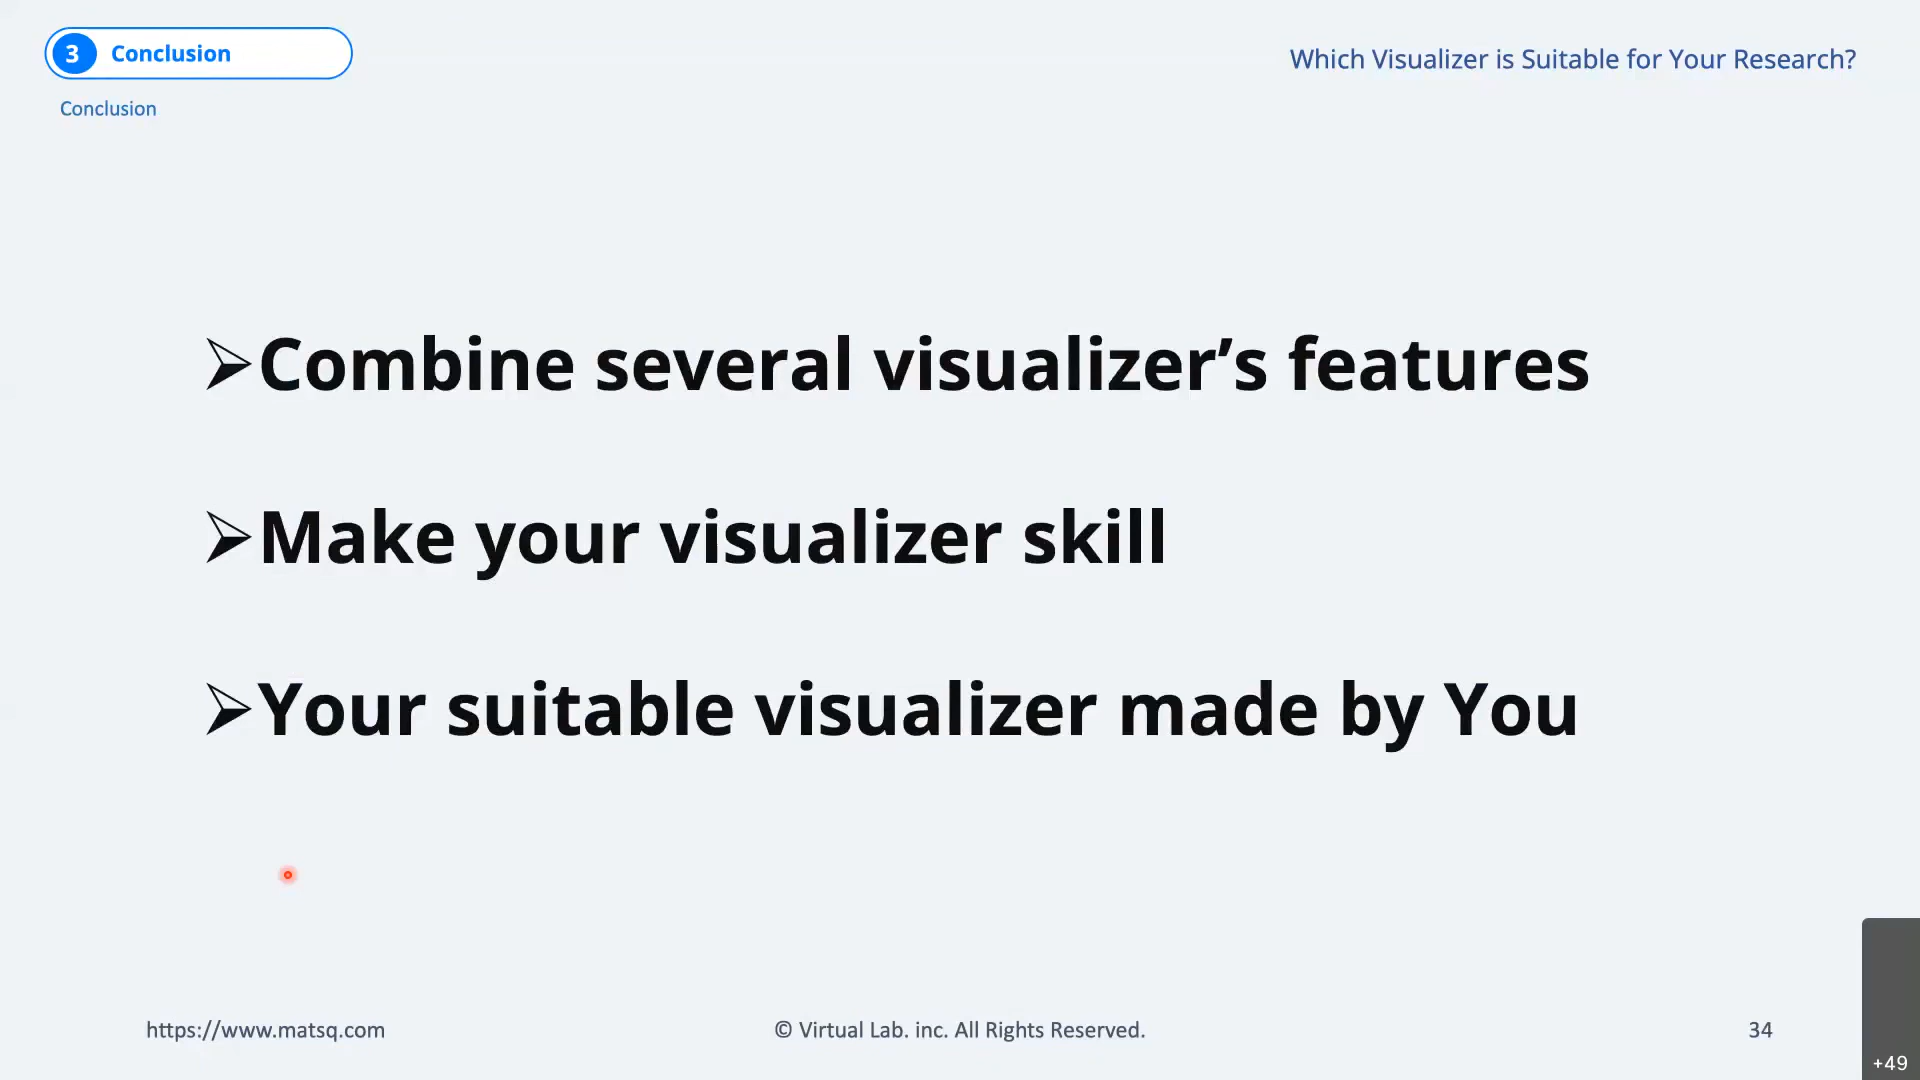 3 Conclusion
Which Visualizer is Suitable for Your Research?
Conclusion
➢Combine several visualizer’s features
➢Make your visualizer skill
➢Your suitable visualizer made by You
https://www.matsq.com
© Virtual Lab. inc. All Rights Reserved.
34
+49